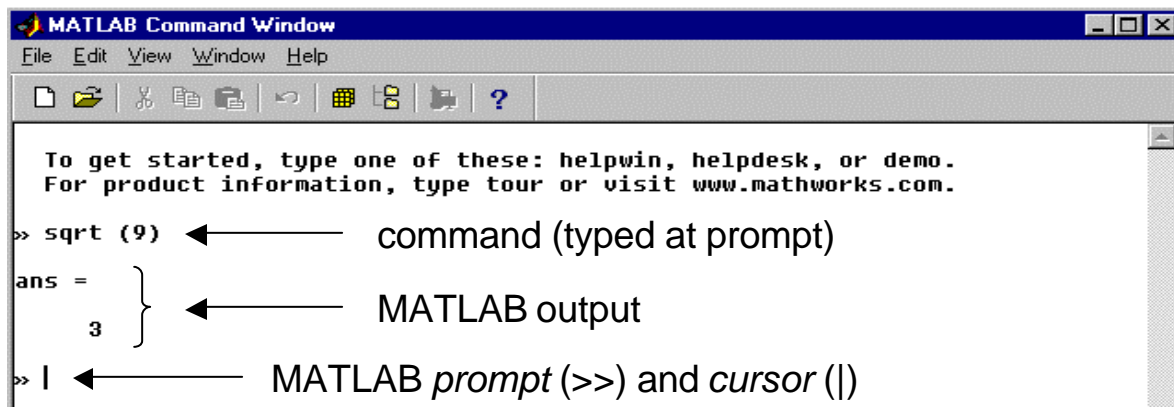 MATLAB Command Window
File Edit View Window Help
To get started, type one of these: helpwin, helpdesk, or demo.
For product information, type tour or visit www.mathworks.com.
» sqrt (9) command (typed at prompt)
ans =
MATLAB output
3
» | MATLAB prompt (>>) and cursor (|)